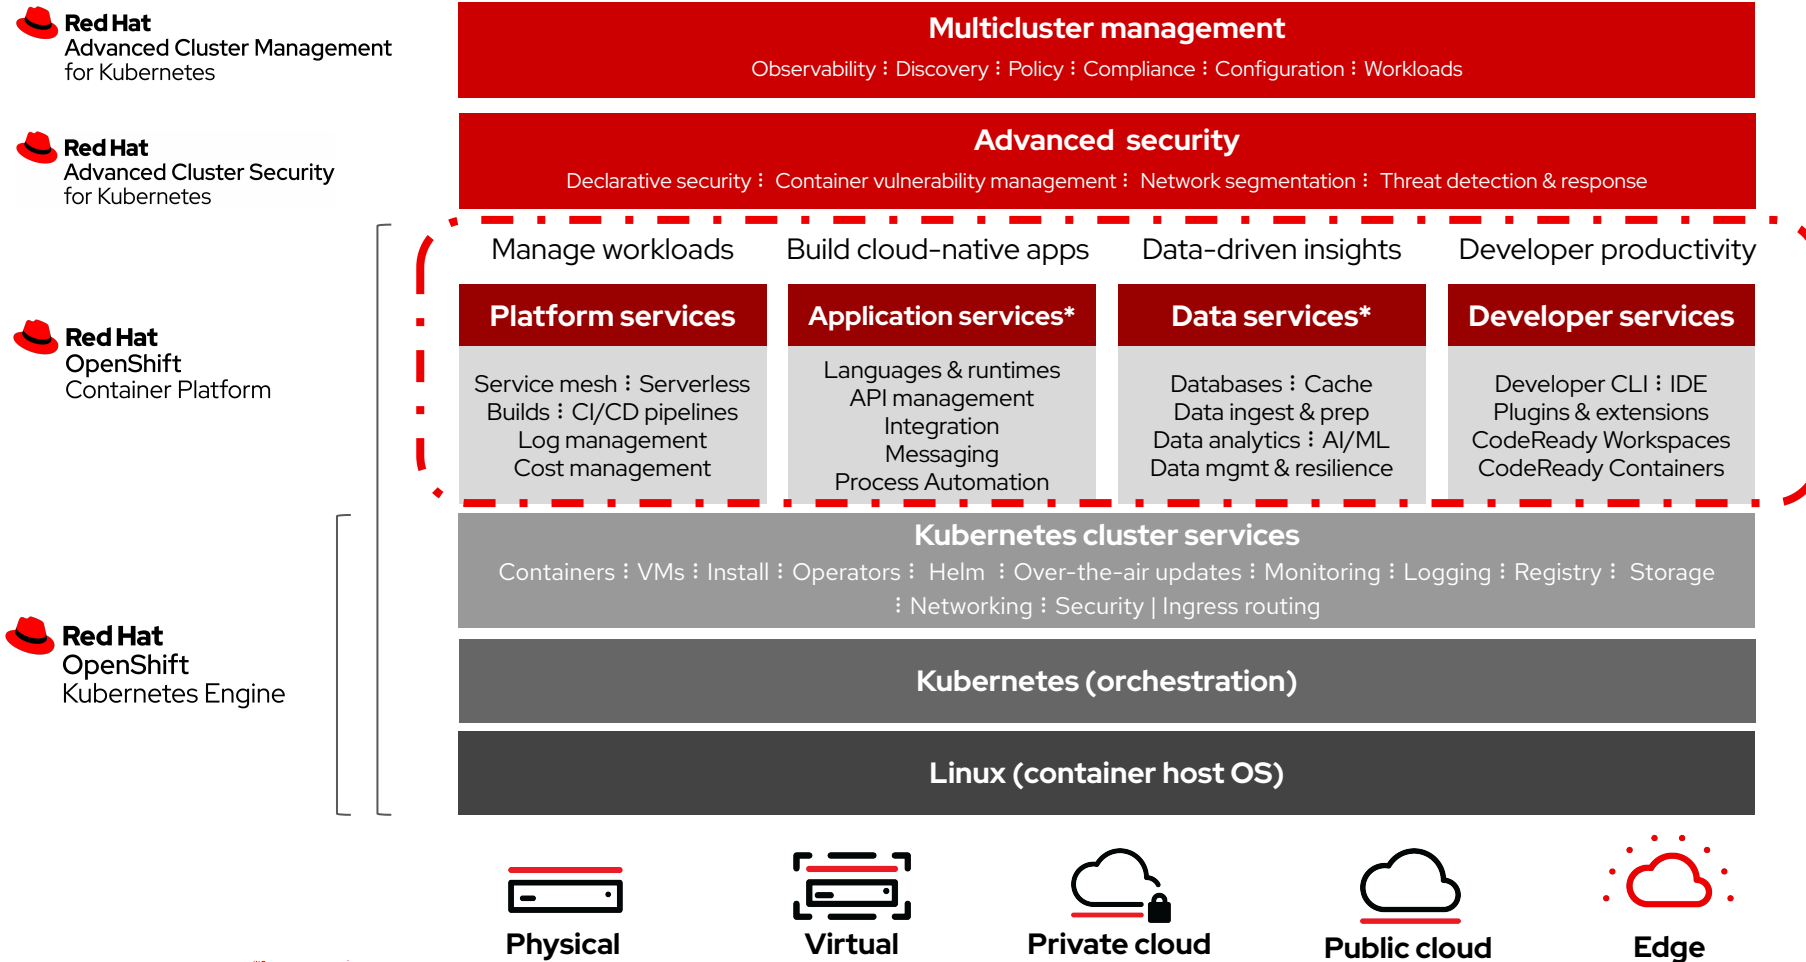 Red Hat
Advanced Cluster Management
for Kubernetes
Multicluster management
Observability ⋮ Discovery ⋮ Policy ⋮ Compliance ⋮ Configuration ⋮ Workloads
Red Hat
Advanced Cluster Security
for Kubernetes
Advanced security
Declarative security ⋮ Container vulnerability management ⋮ Network segmentation ⋮ Threat detection & response
Red Hat
OpenShift
Container Platform
Manage workloads
Platform services
Service mesh ⋮ Serverless
Builds ⋮ CI/CD pipelines
Log management
Cost management
Build cloud-native apps
Application services*
Languages & runtimes
API management
Integration
Messaging
Process Automation
Data-driven insights
Data services*
Databases ⋮ Cache
Data ingest & prep
Data analytics ⋮ AI/ML
Data mgmt & resilience
Developer productivity
Developer services
Developer CLI ⋮ IDE
Plugins & extensions
CodeReady Workspaces
CodeReady Containers
Red Hat
OpenShift
Kubernetes Engine
Kubernetes cluster services
Containers ⋮ VMs ⋮ Install ⋮ Operators ⋮ Helm ⋮ Over-the-air updates ⋮ Monitoring ⋮ Logging ⋮ Registry ⋮ Storage
⋮ Networking ⋮ Security | Ingress routing
Kubernetes (orchestration)
Linux (container host OS)
Physical
Virtual
Private cloud
Public cloud
Edge